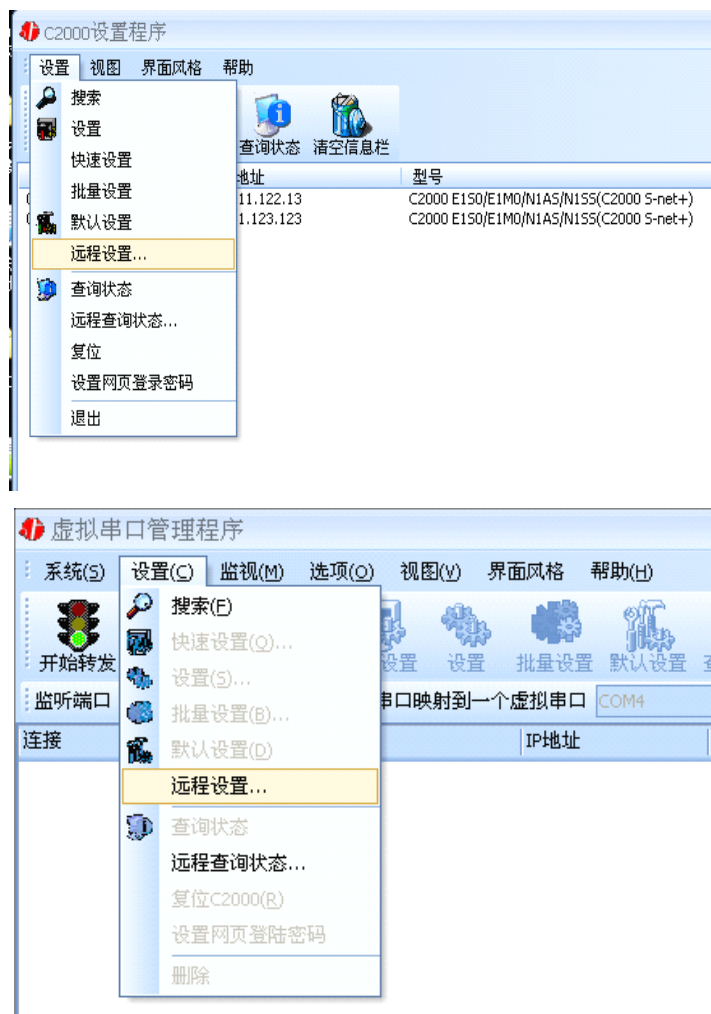 C2000设置程序
设置 视图 界面风格 帮助
搜索
设置
查询状态 清空信息栏
快速设置
地址 型号
批量设置
11.122.13 C2000 E1S0/E1M0/N1AS/N1SS(C2000 S-net+)
1.123.123 C2000 E1S0/E1M0/N1AS/N1SS(C2000 S-net+)
默认设置
远程设置...
查询状态
远程查询状态...
复位
设置网页登录密码
退出
虚拟串口管理程序
系统(S) 设置(C) 监视(M) 选项(O) 视图(V) 界面风格 帮助(H)
搜索(F)
快速设置(Q)...
开始转发 设置 设置 批量设置 默认设置
设置(S)...
监听端口 串口映射到一个虚拟串口 COM4
批量设置(B)...
连接 IP地址
默认设置(D)
远程设置...
查询状态
远程查询状态...
复位C2000(R)
设置网页登陆密码
删除